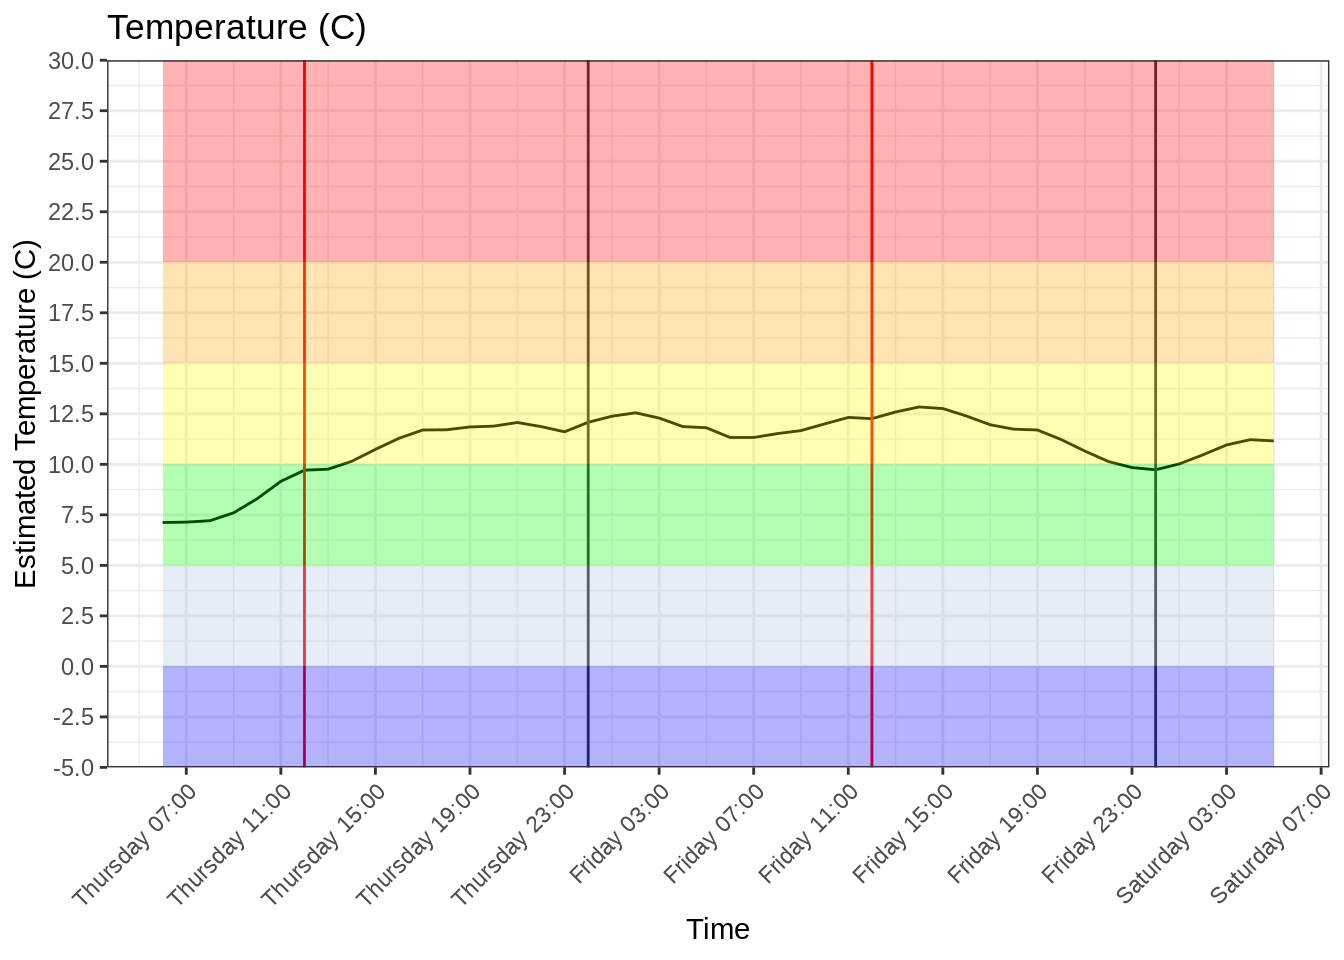 Temperature (C)
Estimated Temperature (C)
30.0
27.5
25.0
22.5
20.0
17.5
15.0
12.5
10.0
7.5
5.0
2.5
0.0
-2.5
-5.0
Thursday 07:00
Thursday 11:00
Thursday 15:00
Thursday 19:00
Thursday 23:00
Friday 03:00
Friday 07:00
Friday 11:00
Friday 15:00
Friday 19:00
Friday 23:00
Saturday 03:00
Saturday 07:00
Time